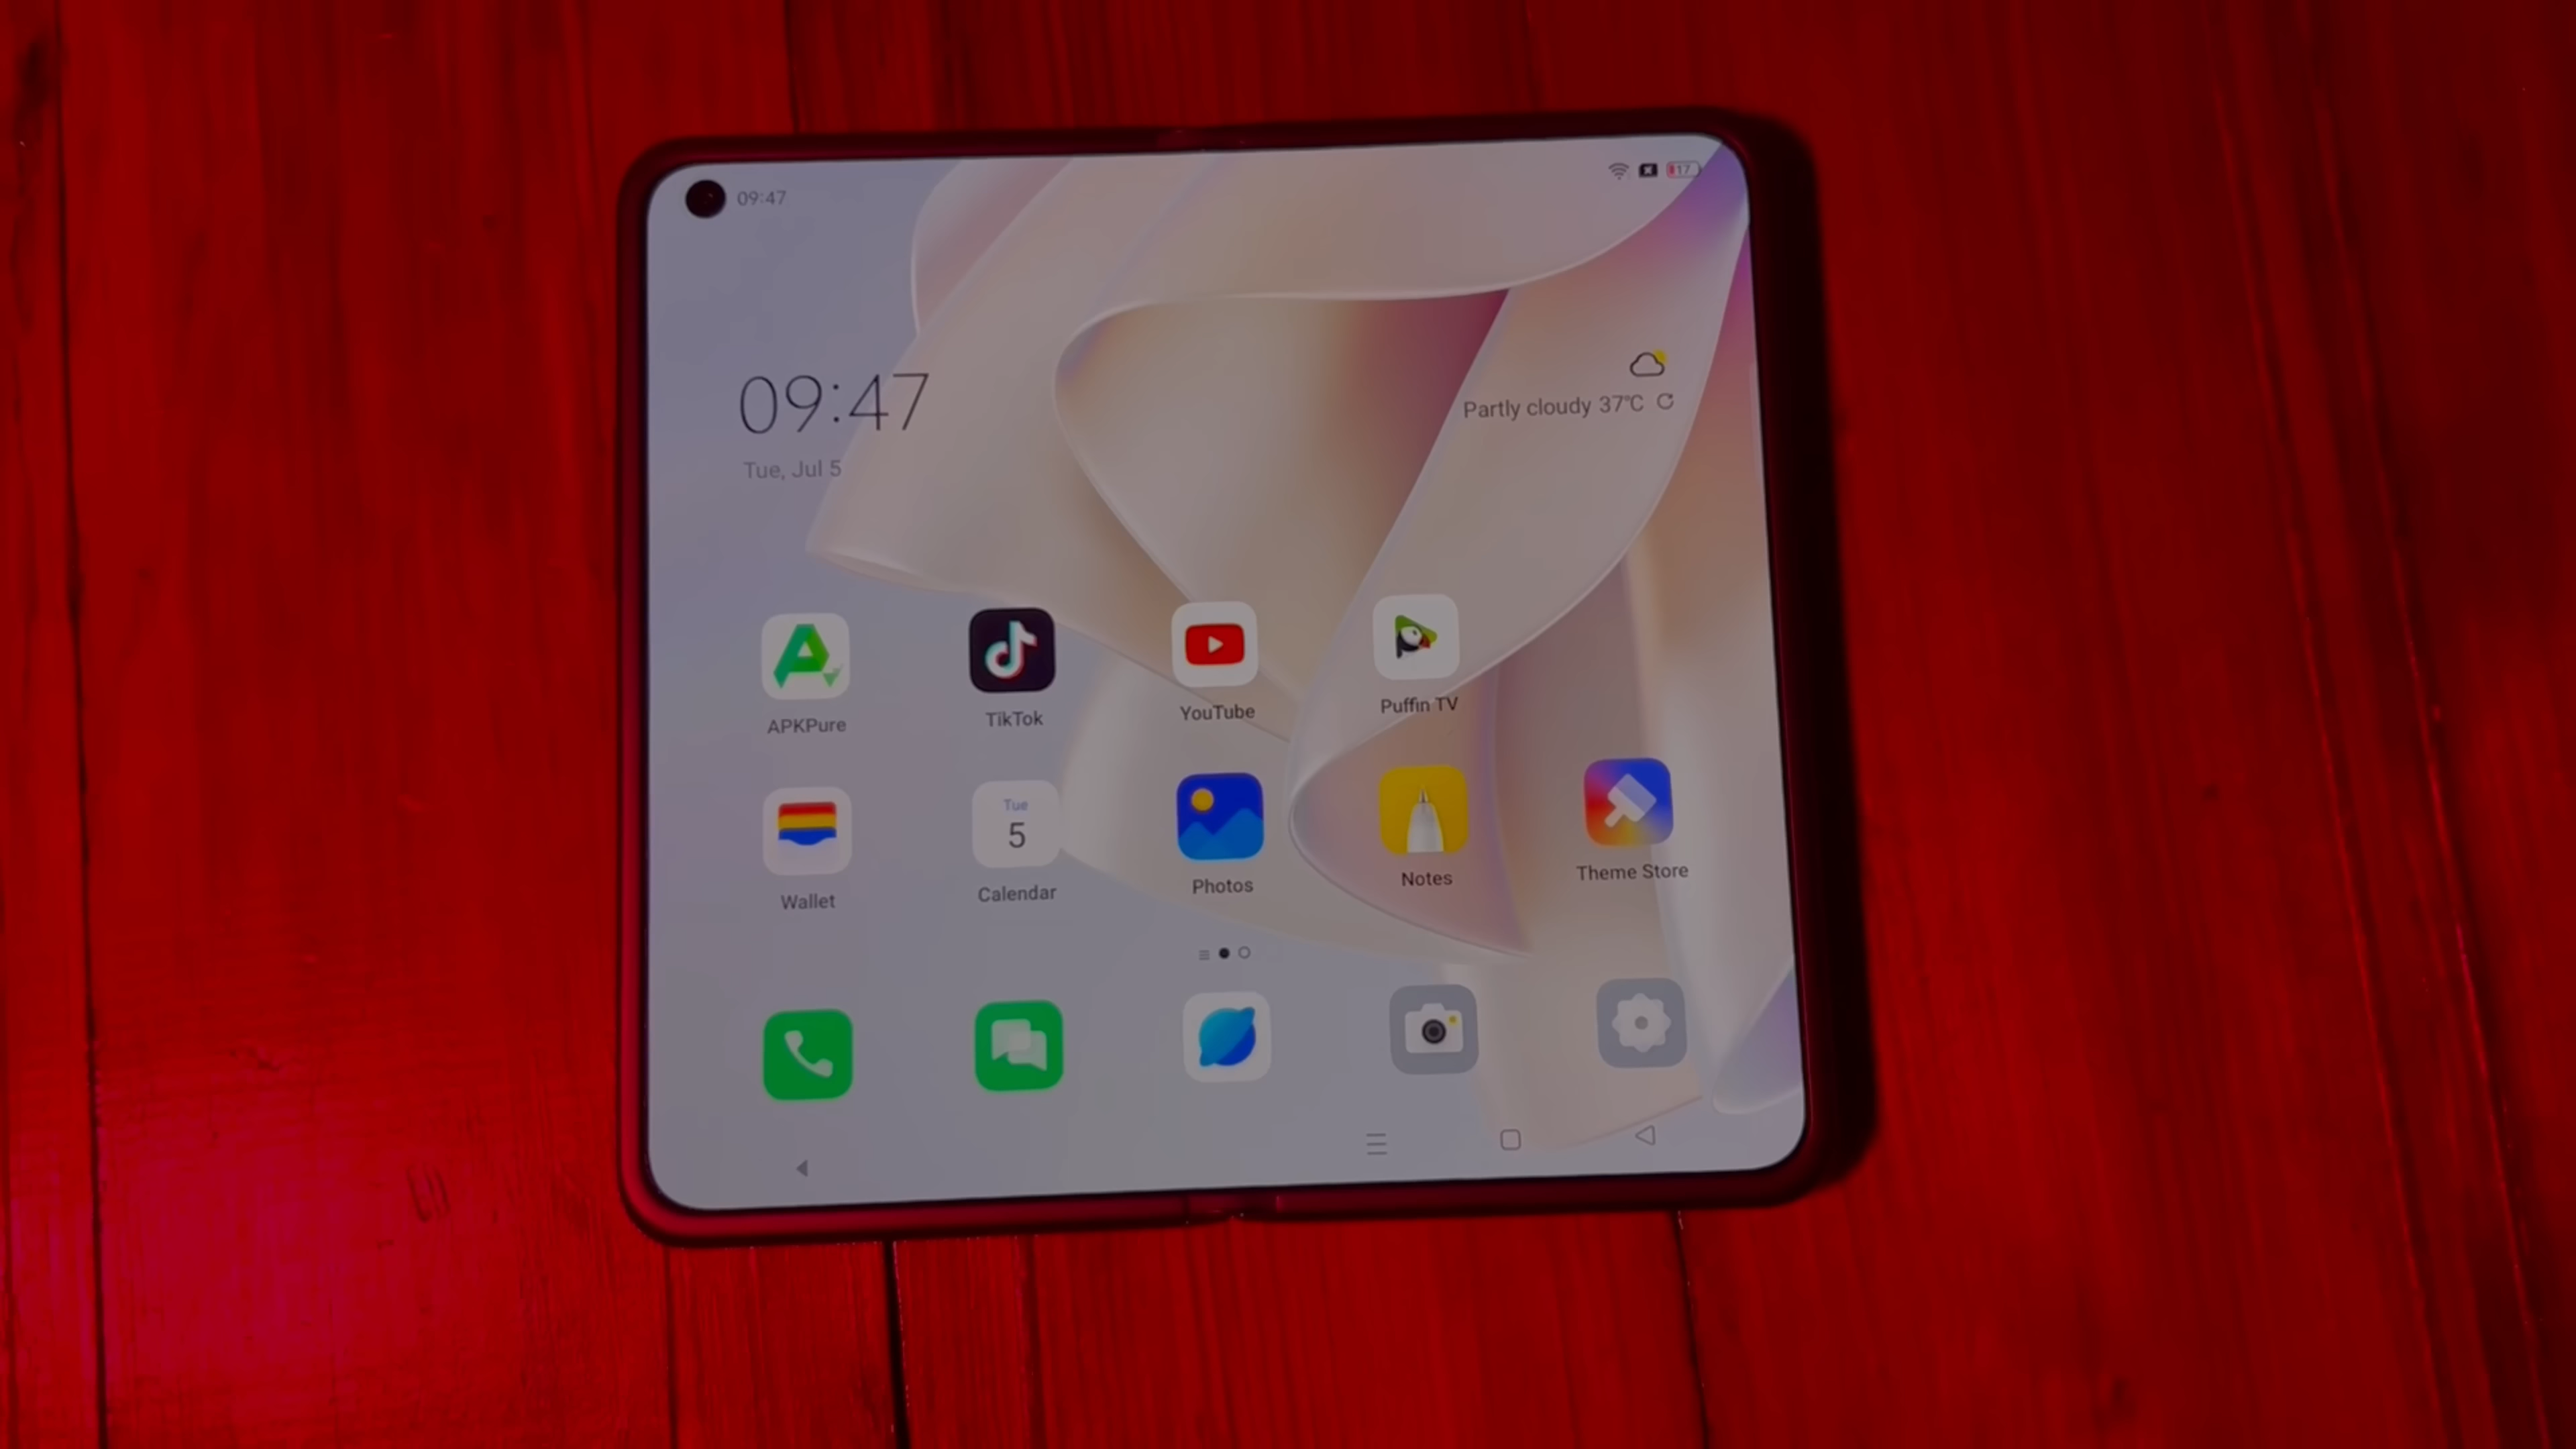 09:47
17
09:47
Tue, Jul 5
Partly cloudy 37°C
APKPure
TikTok
YouTube
Puffin TV
Tue
5
Wallet
Calendar
Photos
Notes
Theme Store